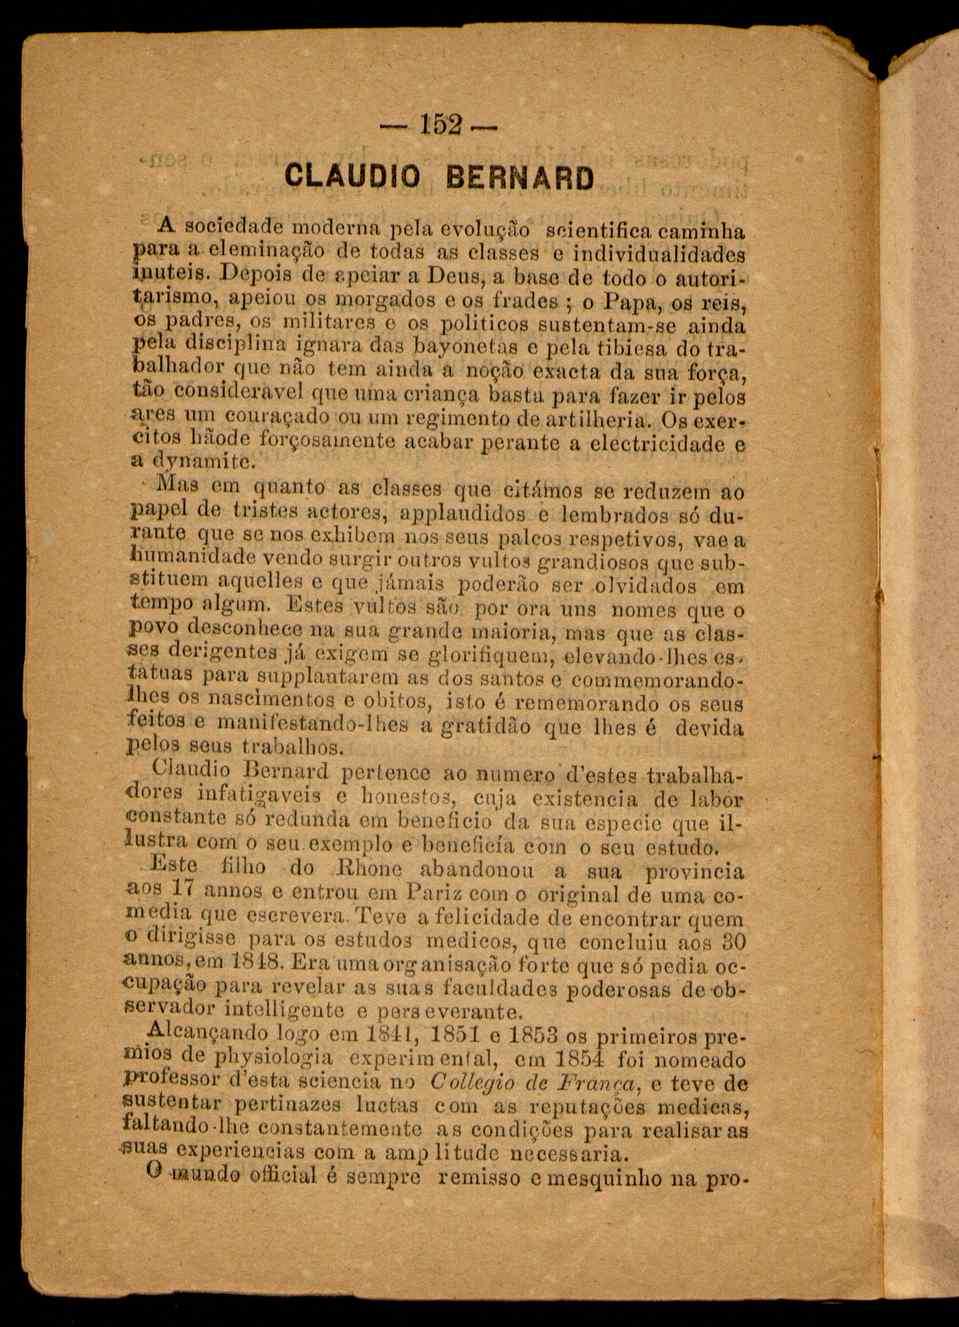 — 152 —
CLAUDIO BERNARD
A sociedade moderna pela evolução scientifica caminha
para a eleminação de todas as classes e individualidades
inuteis. Depois de apeiar a Deus, a base de todo o autori-
tarismo, apeiou os morgados e os frades ; o Papa, os reis,
os padres, os militares e os politicos sustentam-se ainda
pela disciplina ignara das bayonetas e pela tibiesa do tra-
balhador que não tem ainda a noção exacta da sua força,
tão consideravel que uma criança basta para fazer ir pelos
ares um couraçado ou um regimento de artilheria. Os exer-
citos hãode forçosamente acabar perante a electricidade e
a dynamite.
Mas em quanto as classes que citámos se reduzem ao
papel de tristes actores, applaudidos e lembrados só du-
rante que se nos exhibem nos seus palcos respetivos, vae a
humanidade vendo surgir outros vultos grandiosos que sub-
stituem aquelles e que jámais poderão ser olvidados em
tempo algum. Estes vultos são por ora uns nomes que o
povo desconhece na sua grande maioria, mas que as clas-
ses derigentes já exigem se glorifiquem, elevando-lhes es-
tatuas para supplantarem as dos santos e commemorando-
lhes os nascimentos e obitos, isto é rememorando os seus
feitos e manifestando-lhes a gratidão que lhes é devida
pelos seus trabalhos.
Claudio Bernard pertence ao numero d'estes trabalha-
dores infatigaveis e honestos, cuja existencia de labor
constante só redunda em beneficio da sua especie que il-
lustra com o seu exemplo e beneficía com o seu estudo.
Este filho do Rhone abandonou a sua provincia
aos 17 annos e entrou em Pariz com o original de uma co-
media que escrevera. Teve a felicidade de encontrar quem
o dirigisse para os estudos medicos, que concluiu aos 30
annos, em 1848. Era uma organisação forte que só pedia oc-
cupação para revelar as suas faculdades poderosas de ob-
servador intelligente e perseverante.
Alcançando logo em 1841, 1851 e 1853 os primeiros pre-
mios de physiologia experimental, em 1854 foi nomeado
professor d'esta sciencia no Collegio de França, e teve de
sustentar pertinazes luctas com as reputações medicas,
faltando-lhe constantemente as condições para realisar as
suas experiencias com a amplitude necessaria.
O mundo official é sempre remisso e mesquinho na pro-